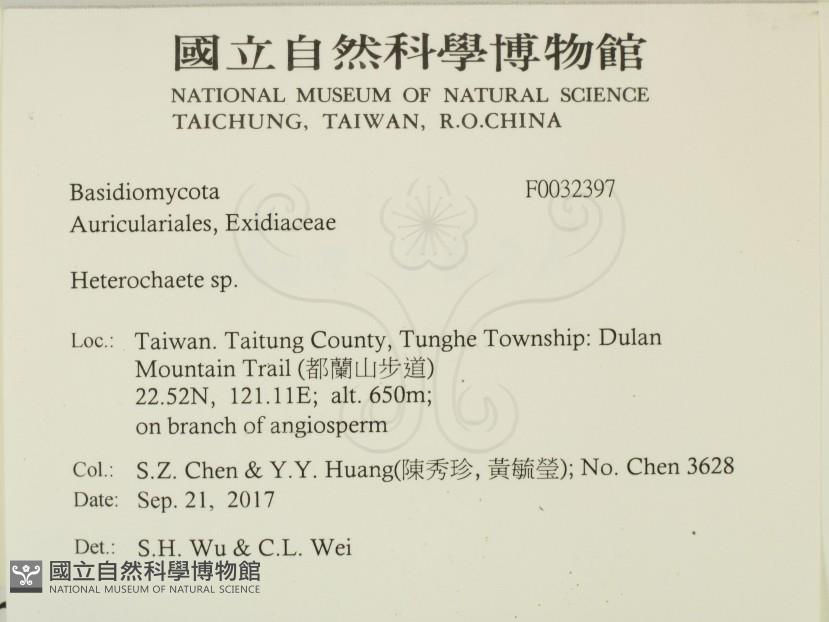 國立自然科學博物館
NATIONAL MUSEUM OF NATURAL SCIENCE
TAICHUNG, TAIWAN, R.O.CHINA
Basidiomycota F0032397
Auriculariales, Exidiaceae
Heterochaete sp.
Loc.: Taiwan. Taitung County, Tunghe Township: Dulan
Mountain Trail (都蘭山步道)
22.52N, 121.11E; alt. 650m;
on branch of angiosperm
Col.: S.Z. Chen & Y.Y. Huang(陳秀珍, 黃毓瑩); No. Chen 3628
Date: Sep. 21, 2017
Det.: S.H. Wu & C.L. Wei
國立自然科學博物館
NATIONAL MUSEUM OF NATURAL SCIENCE